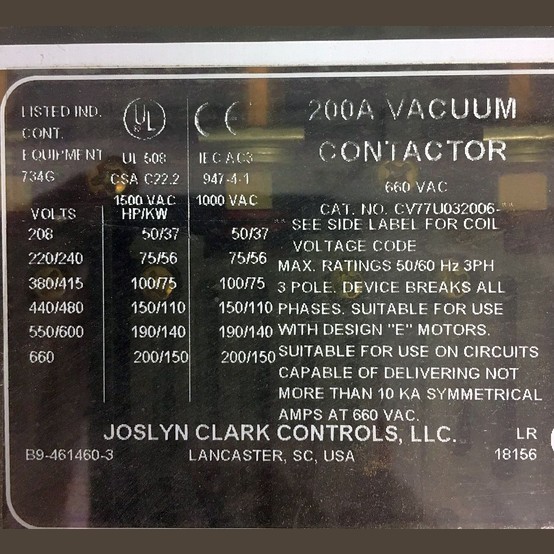 LISTED IND.
CONT.
EQUIPMENT
734G
UL
UL 508
CSA C22.2
1500 VAC
HP/KW
CE
IEC AC3
947-4-1
1000 VAC
200A VACUUM
CONTACTOR
660 VAC
CAT. NO. CV77U032006-**
VOLTS
208 50/37 50/37
220/240 75/56 75/56
380/415 100/75 100/75
440/480 150/110 150/110
550/600 190/140 190/140
660 200/150 200/150
** SEE SIDE LABEL FOR COIL
VOLTAGE CODE
MAX. RATINGS 50/60 Hz 3PH
3 POLE. DEVICE BREAKS ALL
PHASES. SUITABLE FOR USE
WITH DESIGN "E" MOTORS.
SUITABLE FOR USE ON CIRCUITS
CAPABLE OF DELIVERING NOT
MORE THAN 10 KA SYMMETRICAL
AMPS AT 660 VAC.
JOSLYN CLARK CONTROLS, LLC.
B9-461460-3
LANCASTER, SC, USA
LR
18156